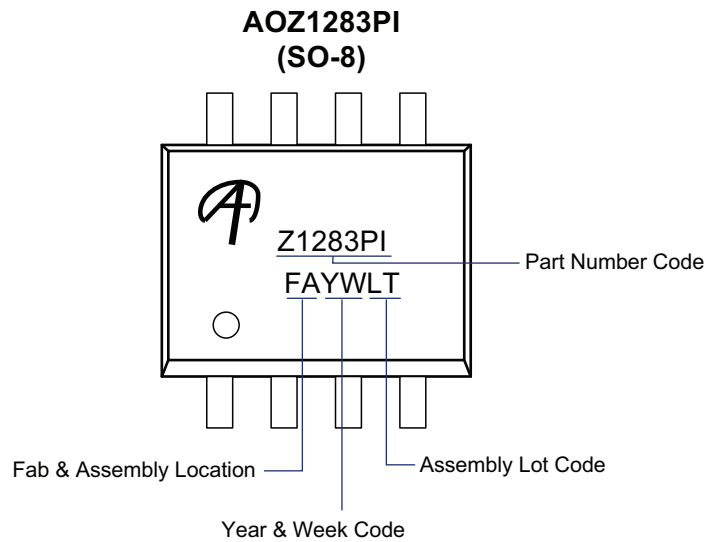 AOZ1283PI
(SO-8)
Z1283PI
Part Number Code
FAYWLT
Fab & Assembly Location
Assembly Lot Code
Year & Week Code